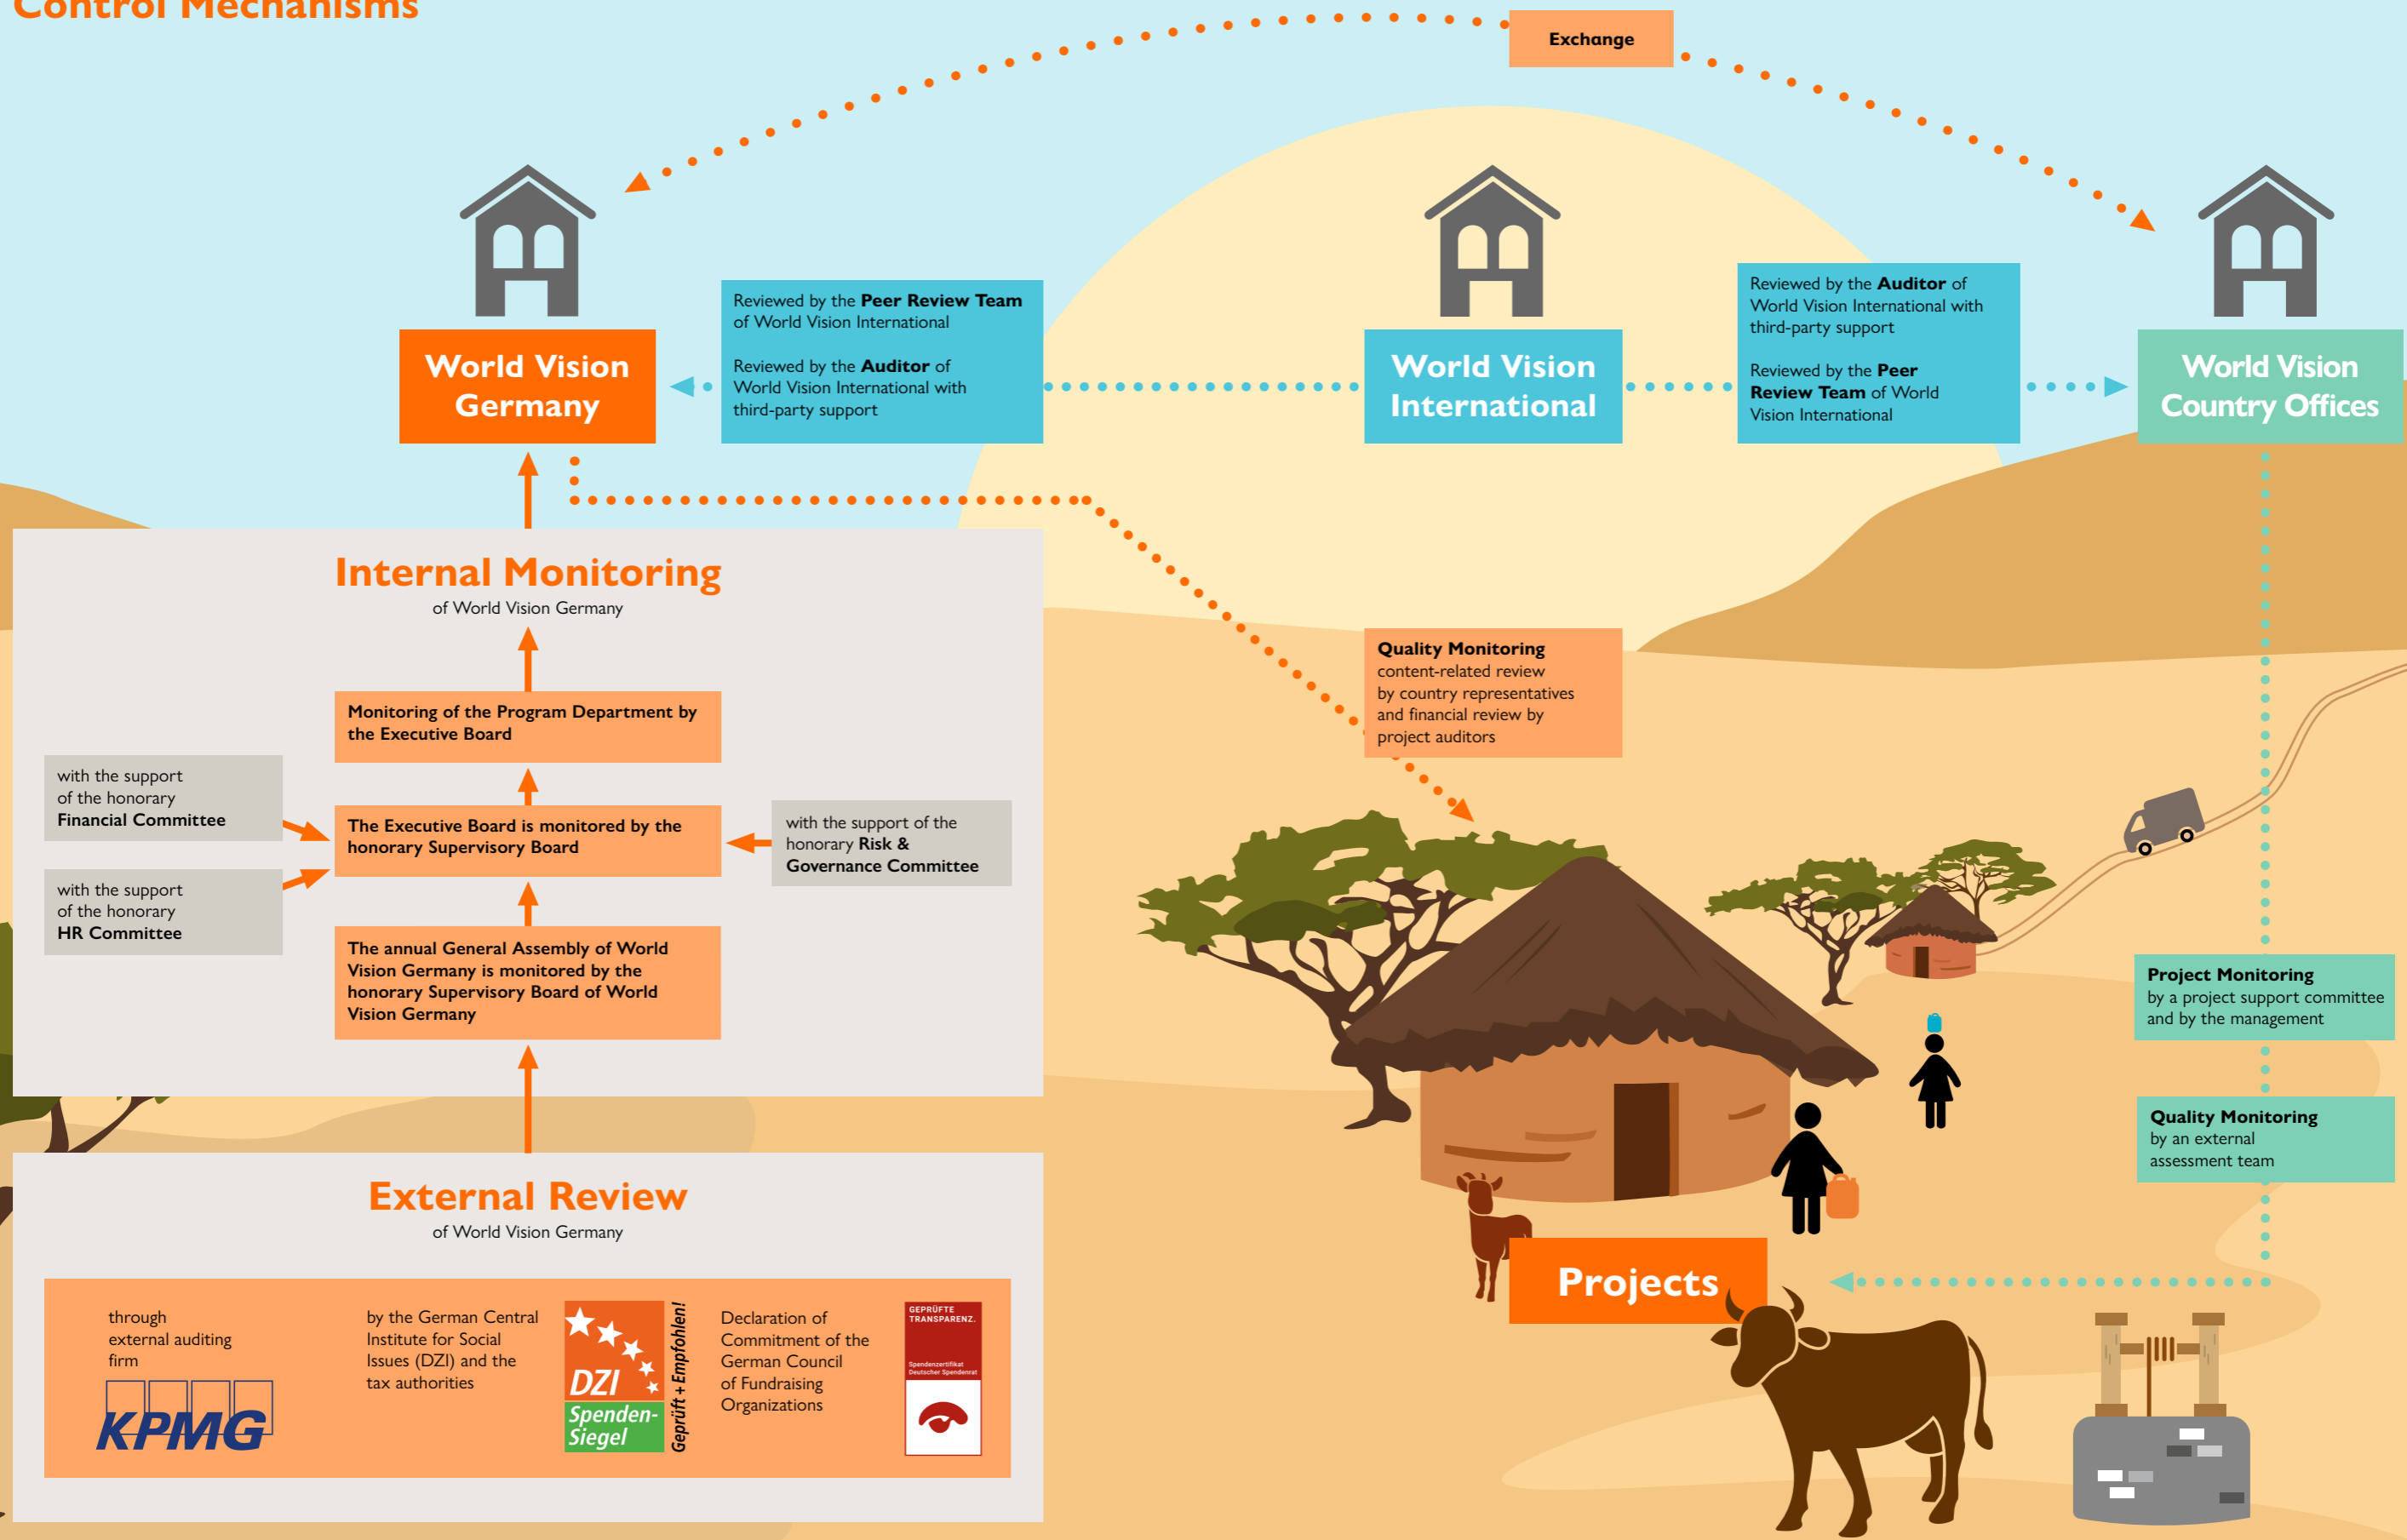 Control Mechanisms
Exchange
World Vision
Germany
Reviewed by the Peer Review Team
of World Vision International
Reviewed by the Auditor of
World Vision International with
third-party support
World Vision
International
Reviewed by the Auditor of
World Vision International with
third-party support
Reviewed by the Peer
Review Team of World
Vision International
World Vision
Country Offices
Internal Monitoring
of World Vision Germany
Monitoring of the Program Department by
the Executive Board
with the support
of the honorary
Financial Committee
The Executive Board is monitored by the
honorary Supervisory Board
with the support of the
honorary Risk &
Governance Committee
with the support
of the honorary
HR Committee
The annual General Assembly of World
Vision Germany is monitored by the
honorary Supervisory Board of World
Vision Germany
Quality Monitoring
content-related review
by country representatives
and financial review by
project auditors
Project Monitoring
by a project support committee
and by the management
Quality Monitoring
by an external
assessment team
Projects
External Review
of World Vision Germany
through
external auditing
firm
KPMG
by the German Central
Institute for Social
Issues (DZI) and the
tax authorities
DZI
Spenden-
Siegel
Geprüft + Empfohlen!
Declaration of
Commitment of the
German Council
of Fundraising
Organizations
GEPRÜFTE
TRANSPARENZ.
Spendenzertifikat
Deutscher Spendenrat